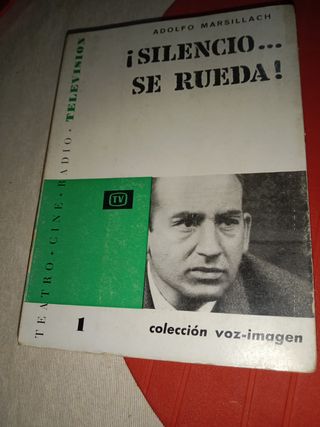 ADOLFO MARSILLACH
¡SILENCIO...
SE RUEDA!
TEATRO · CINE · RADIO · TELEVISION
TV
1
colección voz-imagen